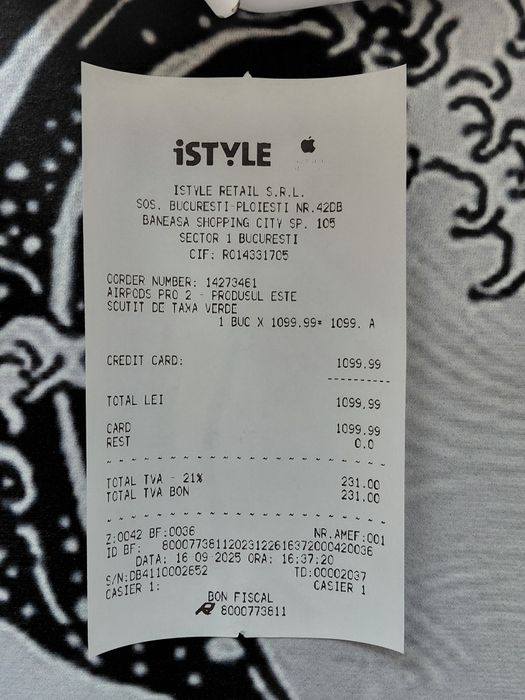 iSTYLE
ISTYLE RETAIL S.R.L.
SOS. BUCURESTI-PLOIESTI NR.42DB
BANEASA SHOPPING CITY SP. 105
SECTOR 1 BUCURESTI
CIF: RO14331705
OORDER NUMBER: 14273461
AIRPODS PRO 2 - PRODUSUL ESTE
SCUTIT DE TAXA VERDE
1 BUC X 1099.99= 1099. A
CREDIT CARD: 1099.99
TOTAL LEI 1099.99
CARD 1099.99
REST 0.0
TOTAL TVA - 21% 231.00
TOTAL TVA BON 231.00
Z:0042 BF:0036 NR.AMEF:001
ID BF: 80007738112023122616372000420036
DATA: 16 09 2025 ORA: 16:37:20
S/N:DB4110002652 TD:00002037
CASIER 1: CASIER 1
BON FISCAL
8000773811